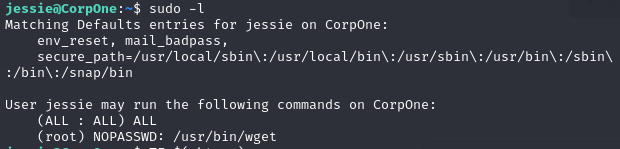 jessie@CorpOne:~$ sudo -l
Matching Defaults entries for jessie on CorpOne:
    env_reset, mail_badpass,
    secure_path=/usr/local/sbin\:/usr/local/bin\:/usr/sbin\:/usr/bin\:/sbin\
:/bin\:/snap/bin

User jessie may run the following commands on CorpOne:
    (ALL : ALL) ALL
    (root) NOPASSWD: /usr/bin/wget